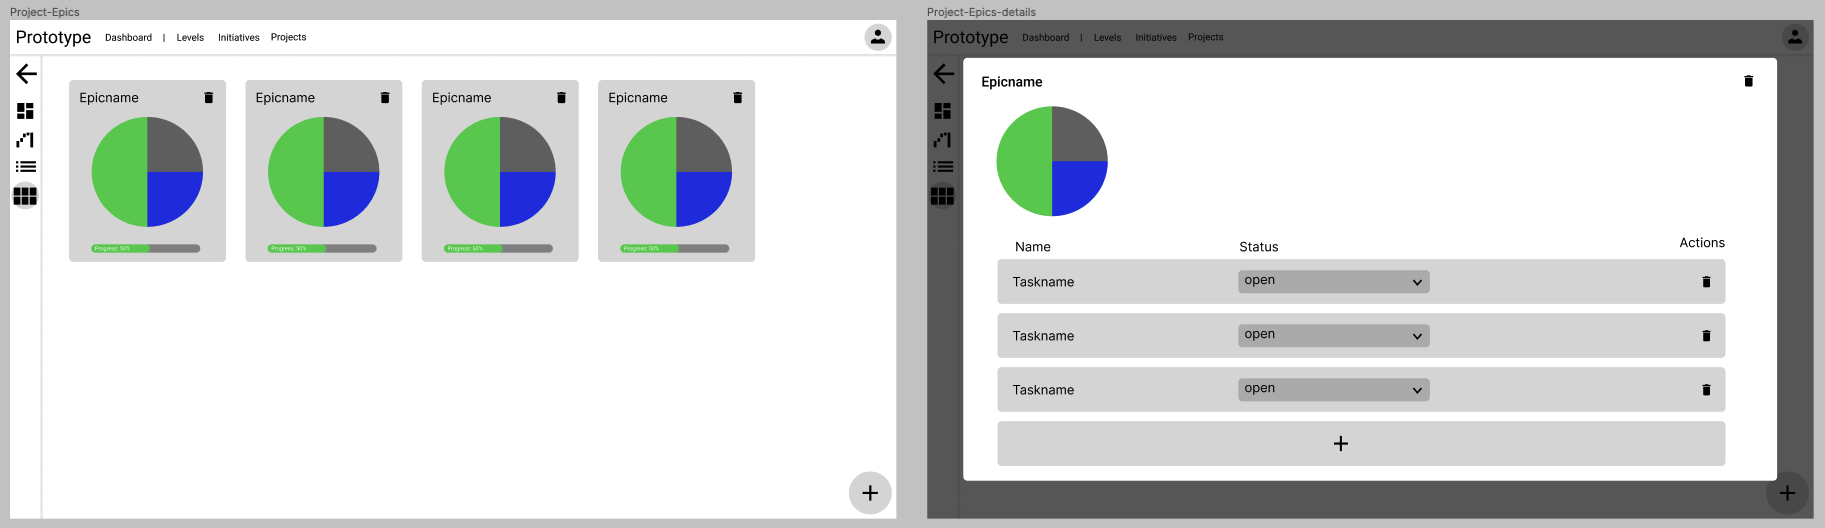 Project-Epics
Prototype Dashboard | Levels Initiatives Projects
Epicname Epicname Epicname Epicname
Progress: 50% Progress: 50% Progress: 50% Progress: 50%
Project-Epics-details
Prototype Dashboard | Levels Initiatives Projects
Epicname
Name Status Actions
Taskname open
Taskname open
Taskname open